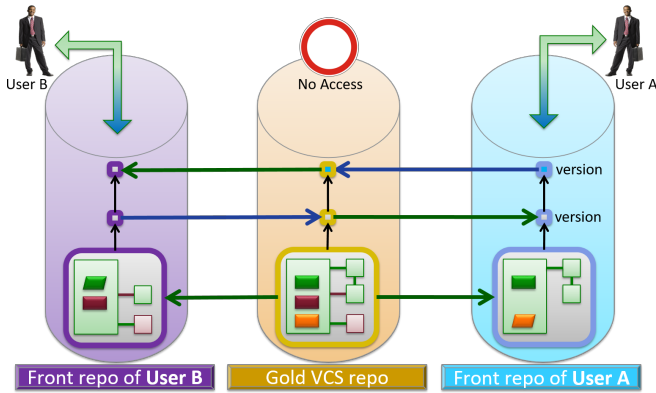 User B
No Access
User A
version
version
Front repo of User B
Gold VCS repo
Front repo of User A